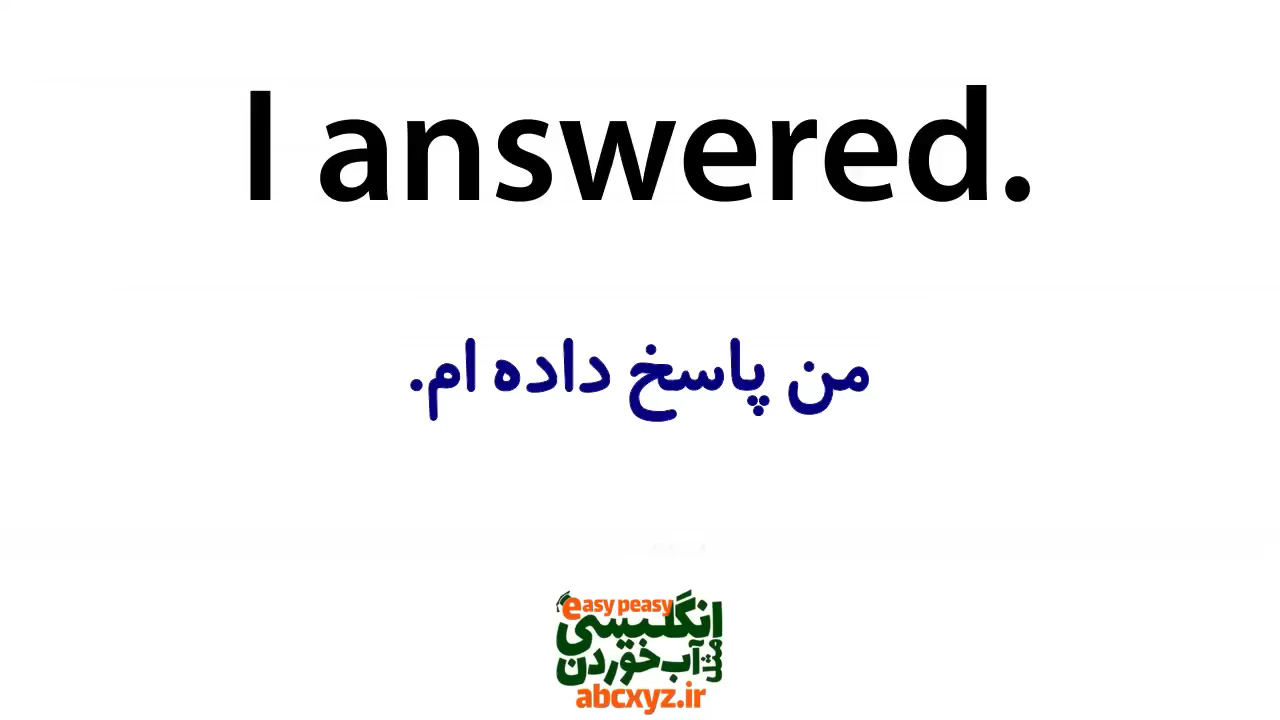 I answered.
من پاسخ داده ام.
easy peasy
انگلیسی
مثل آب خوردن
abcxyz.ir